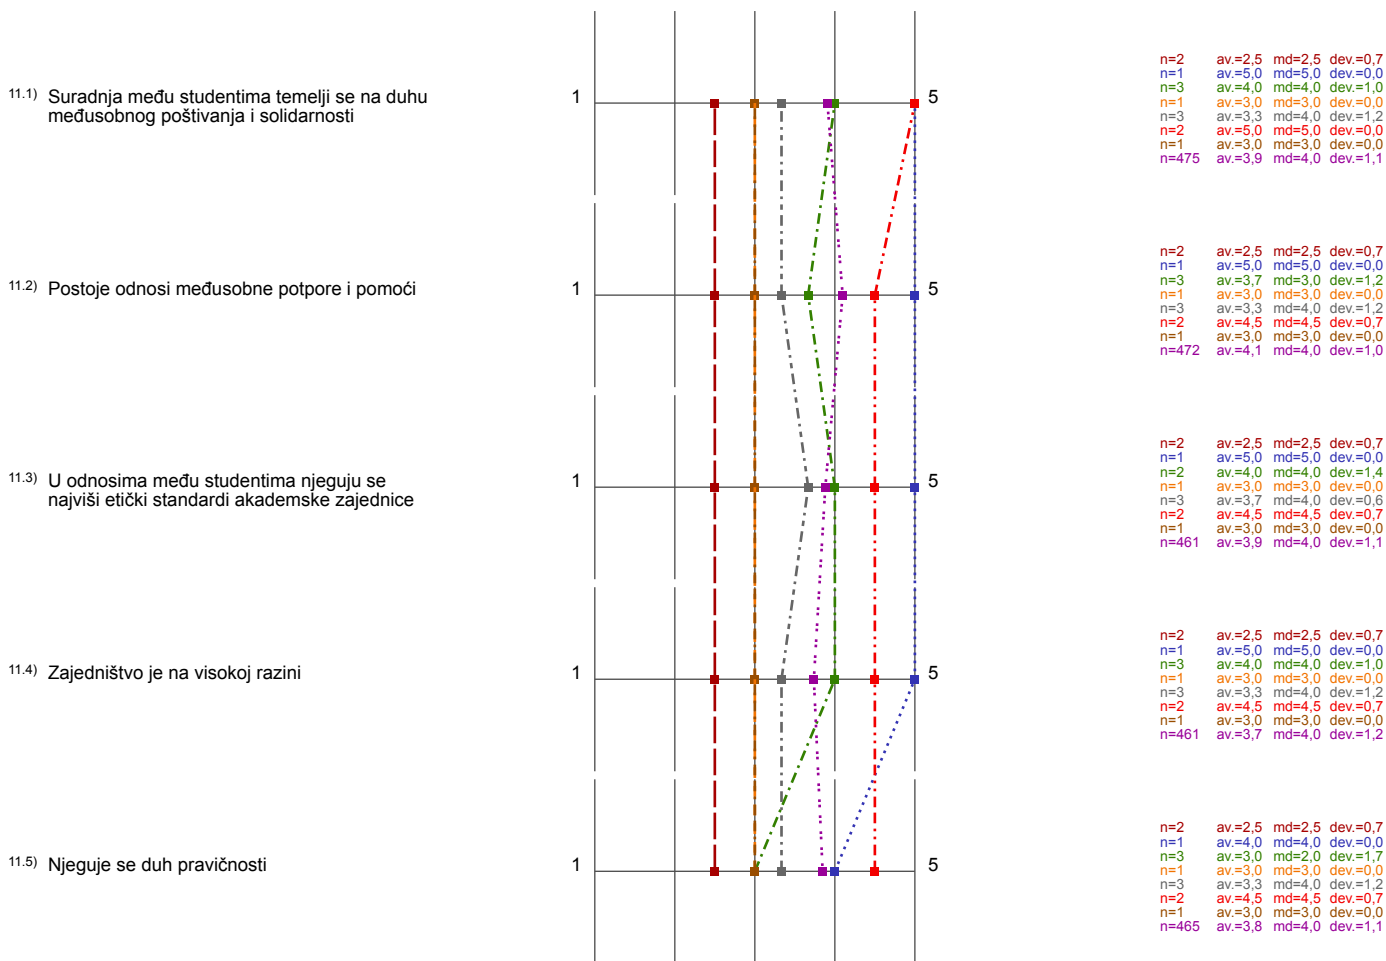 11.1) Suradnja među studentima temelji se na duhu
međusobnog poštivanja i solidarnosti
1 5
n=2 av.=2,5 md=2,5 dev.=0,7
n=1 av.=5,0 md=5,0 dev.=0,0
n=3 av.=4,0 md=4,0 dev.=1,0
n=1 av.=3,0 md=3,0 dev.=0,0
n=3 av.=3,3 md=4,0 dev.=1,2
n=2 av.=5,0 md=5,0 dev.=0,0
n=1 av.=3,0 md=3,0 dev.=0,0
n=475 av.=3,9 md=4,0 dev.=1,1
11.2) Postoje odnosi međusobne potpore i pomoći
1 5
n=2 av.=2,5 md=2,5 dev.=0,7
n=1 av.=5,0 md=5,0 dev.=0,0
n=3 av.=3,7 md=3,0 dev.=1,2
n=1 av.=3,0 md=3,0 dev.=0,0
n=3 av.=3,3 md=4,0 dev.=1,2
n=2 av.=4,5 md=4,5 dev.=0,7
n=1 av.=3,0 md=3,0 dev.=0,0
n=472 av.=4,1 md=4,0 dev.=1,0
11.3) U odnosima među studentima njeguju se
najviši etički standardi akademske zajednice
1 5
n=2 av.=2,5 md=2,5 dev.=0,7
n=1 av.=5,0 md=5,0 dev.=0,0
n=2 av.=4,0 md=4,0 dev.=1,4
n=1 av.=3,0 md=3,0 dev.=0,0
n=3 av.=3,7 md=4,0 dev.=0,6
n=2 av.=4,5 md=4,5 dev.=0,7
n=1 av.=3,0 md=3,0 dev.=0,0
n=461 av.=3,9 md=4,0 dev.=1,1
11.4) Zajedništvo je na visokoj razini
1 5
n=2 av.=2,5 md=2,5 dev.=0,7
n=1 av.=5,0 md=5,0 dev.=0,0
n=3 av.=4,0 md=4,0 dev.=1,0
n=1 av.=3,0 md=3,0 dev.=0,0
n=3 av.=3,3 md=4,0 dev.=1,2
n=2 av.=4,5 md=4,5 dev.=0,7
n=1 av.=3,0 md=3,0 dev.=0,0
n=461 av.=3,7 md=4,0 dev.=1,2
11.5) Njeguje se duh pravičnosti
1 5
n=2 av.=2,5 md=2,5 dev.=0,7
n=1 av.=4,0 md=4,0 dev.=0,0
n=3 av.=3,0 md=2,0 dev.=1,7
n=1 av.=3,0 md=3,0 dev.=0,0
n=3 av.=3,3 md=4,0 dev.=1,2
n=2 av.=4,5 md=4,5 dev.=0,7
n=1 av.=3,0 md=3,0 dev.=0,0
n=465 av.=3,8 md=4,0 dev.=1,1